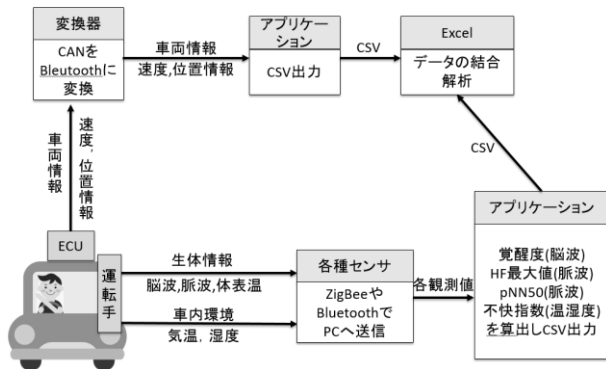 変換器
CANを
Bleutoothに
変換
車両情報
速度,位置情報
アプリケー
ション
CSV出力
CSV
Excel
データの結合
解析
車両情報
速度,位置情報
CSV
ECU
運転手
生体情報
脳波,脈波,体表温
車内環境
気温,湿度
各種センサ
ZigBeeや
Bluetoothで
PCへ送信
各観測値
アプリケーション
覚醒度(脳波)
HF最大値(脈波)
pNN50(脈波)
不快指数(温湿度)
を算出しCSV出力